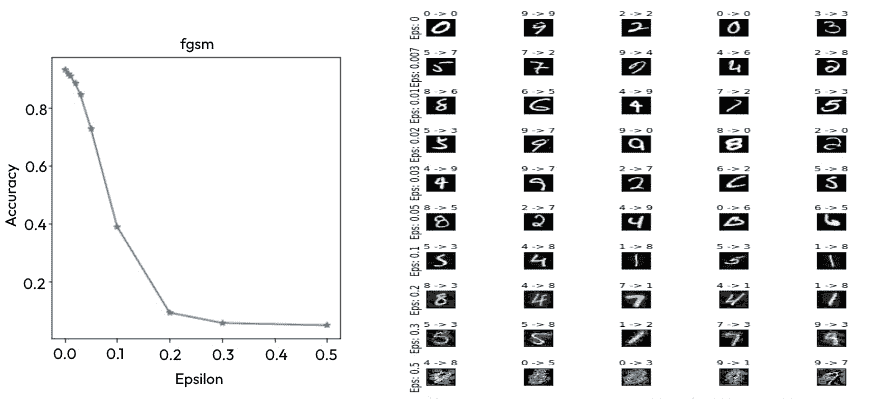 fgsm
Accuracy
0.8
0.6
0.4
0.2
0.0 0.1 0.2 0.3 0.4 0.5
Epsilon
Eps: 0
0 -> 0 9 -> 9 2 -> 2 0 -> 0 3 -> 3
Eps: 0.007
5 -> 7 7 -> 2 9 -> 4 4 -> 6 2 -> 8
Eps: 0.01
8 -> 6 6 -> 5 4 -> 9 7 -> 2 5 -> 3
Eps: 0.02
5 -> 3 9 -> 7 9 -> 0 8 -> 0 2 -> 0
Eps: 0.03
4 -> 9 9 -> 7 2 -> 7 6 -> 2 5 -> 8
Eps: 0.05
8 -> 5 2 -> 7 4 -> 9 0 -> 6 6 -> 5
Eps: 0.1
5 -> 3 4 -> 8 1 -> 8 5 -> 3 1 -> 8
Eps: 0.2
8 -> 3 4 -> 8 7 -> 1 4 -> 1 1 -> 8
Eps: 0.3
5 -> 3 5 -> 8 1 -> 2 7 -> 3 9 -> 3
Eps: 0.5
4 -> 8 0 -> 5 0 -> 3 9 -> 1 9 -> 7